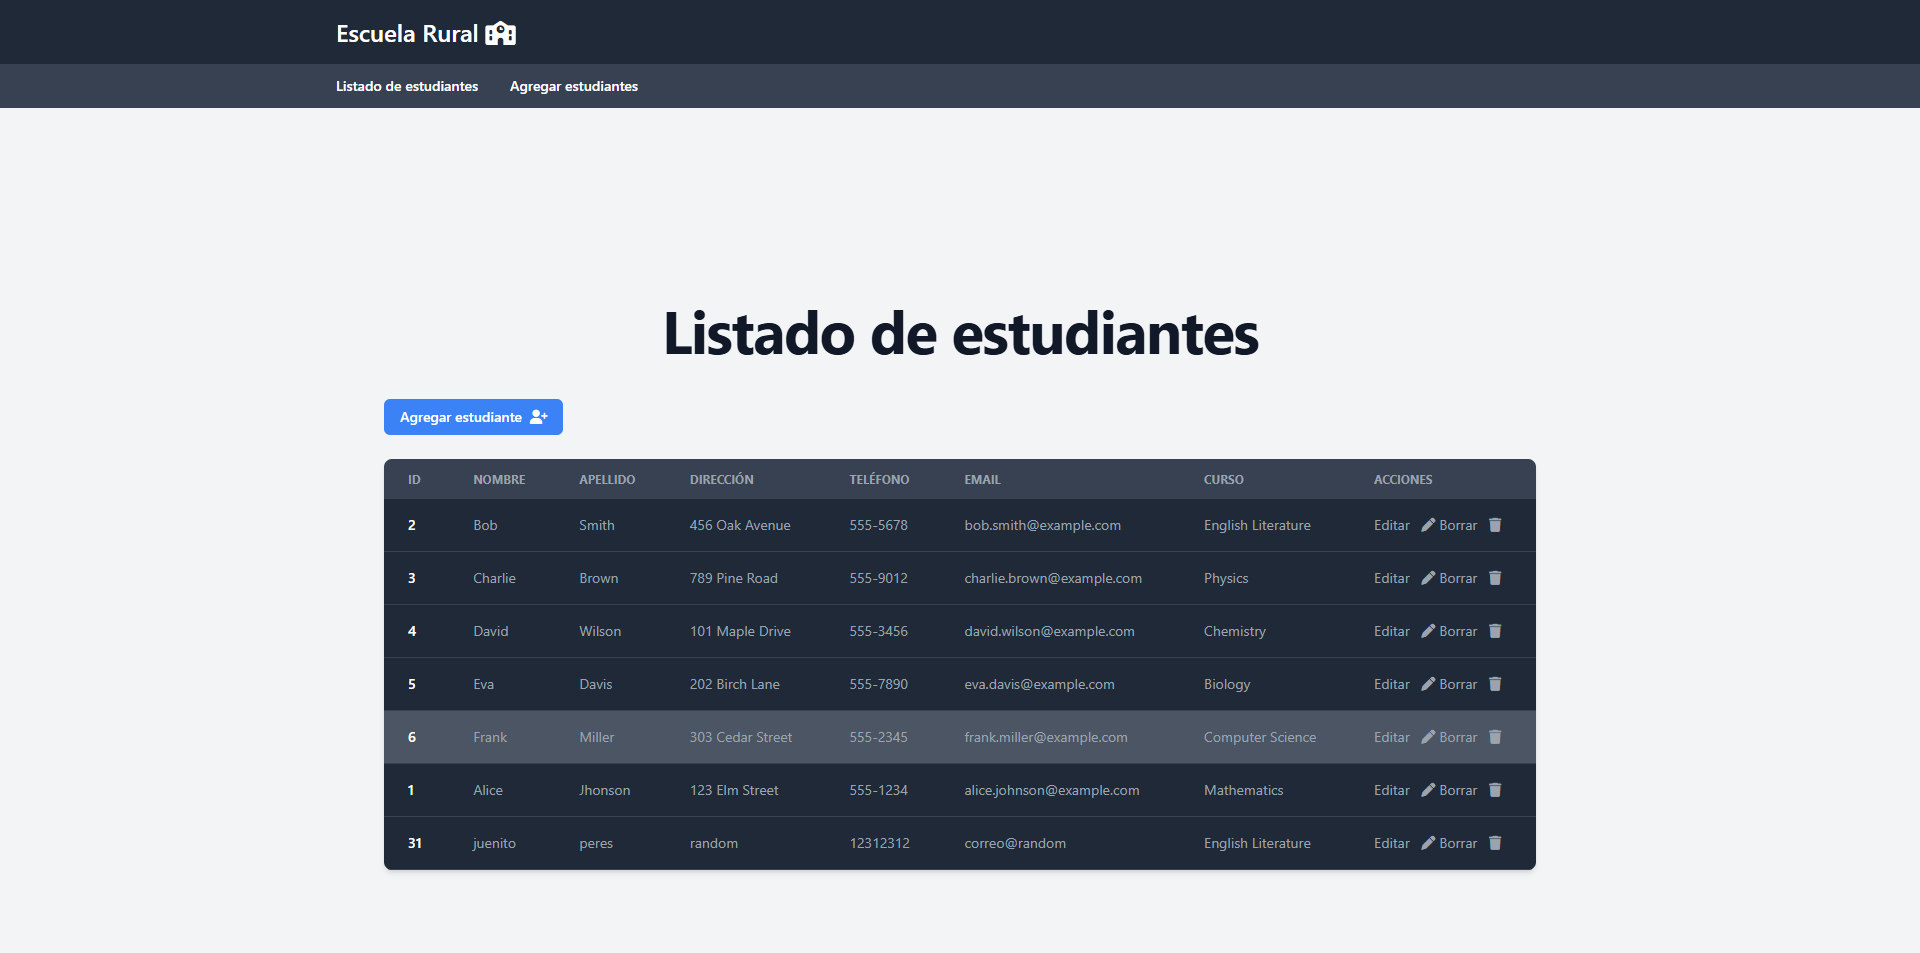 Escuela Rural
Listado de estudiantes Agregar estudiantes
Listado de estudiantes
Agregar estudiante
ID NOMBRE APELLIDO DIRECCIÓN TELÉFONO EMAIL CURSO ACCIONES
2 Bob Smith 456 Oak Avenue 555-5678 bob.smith@example.com English Literature Editar Borrar
3 Charlie Brown 789 Pine Road 555-9012 charlie.brown@example.com Physics Editar Borrar
4 David Wilson 101 Maple Drive 555-3456 david.wilson@example.com Chemistry Editar Borrar
5 Eva Davis 202 Birch Lane 555-7890 eva.davis@example.com Biology Editar Borrar
6 Frank Miller 303 Cedar Street 555-2345 frank.miller@example.com Computer Science Editar Borrar
1 Alice Jhonson 123 Elm Street 555-1234 alice.johnson@example.com Mathematics Editar Borrar
31 juenito peres random 12312312 correo@random English Literature Editar Borrar